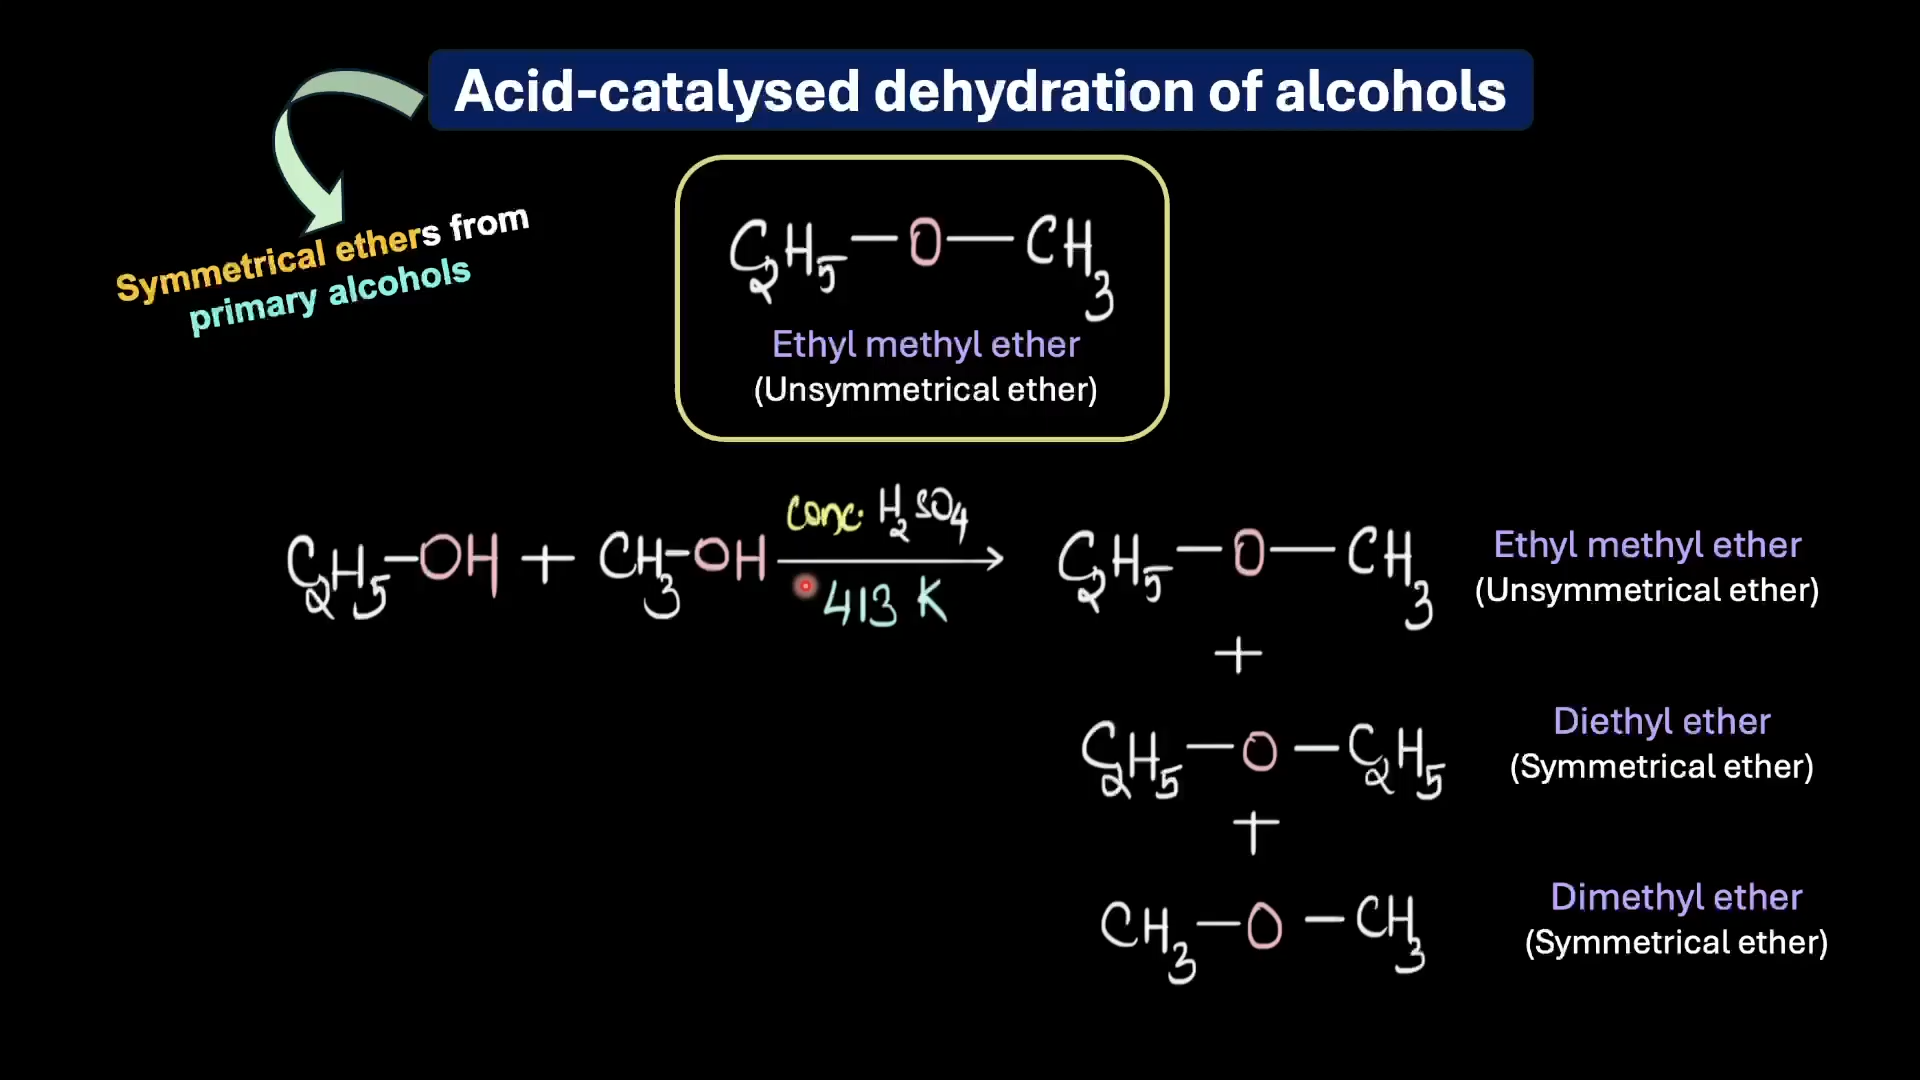 Acid-catalysed dehydration of alcohols
Symmetrical ethers from
primary alcohols
C₂H₅—O—CH₃
Ethyl methyl ether
(Unsymmetrical ether)
C₂H₅-OH + CH₃-OH
conc. H₂SO₄
413 K
C₂H₅—O—CH₃
Ethyl methyl ether
(Unsymmetrical ether)
+
C₂H₅—O—C₂H₅
Diethyl ether
(Symmetrical ether)
+
CH₃—O—CH₃
Dimethyl ether
(Symmetrical ether)